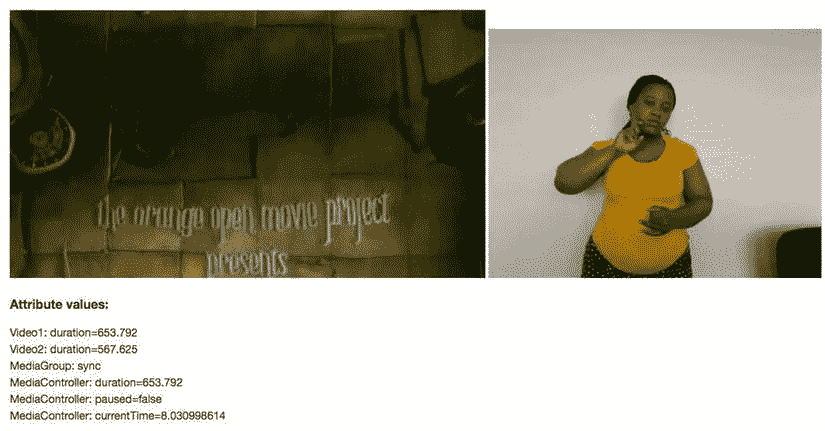 the orange open movie project
presents
Attribute values:
Video1: duration=653.792
Video2: duration=567.625
MediaGroup: sync
MediaController: duration=653.792
MediaController: paused=false
MediaController: currentTime=8.030998614